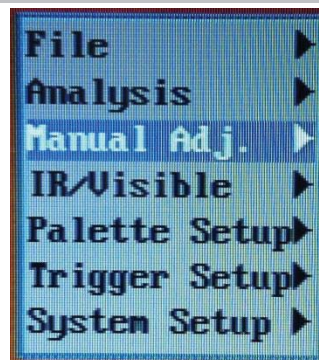 File
Analysis
Manual Adj.
IR/Visible
Palette Setup
Trigger Setup
System Setup